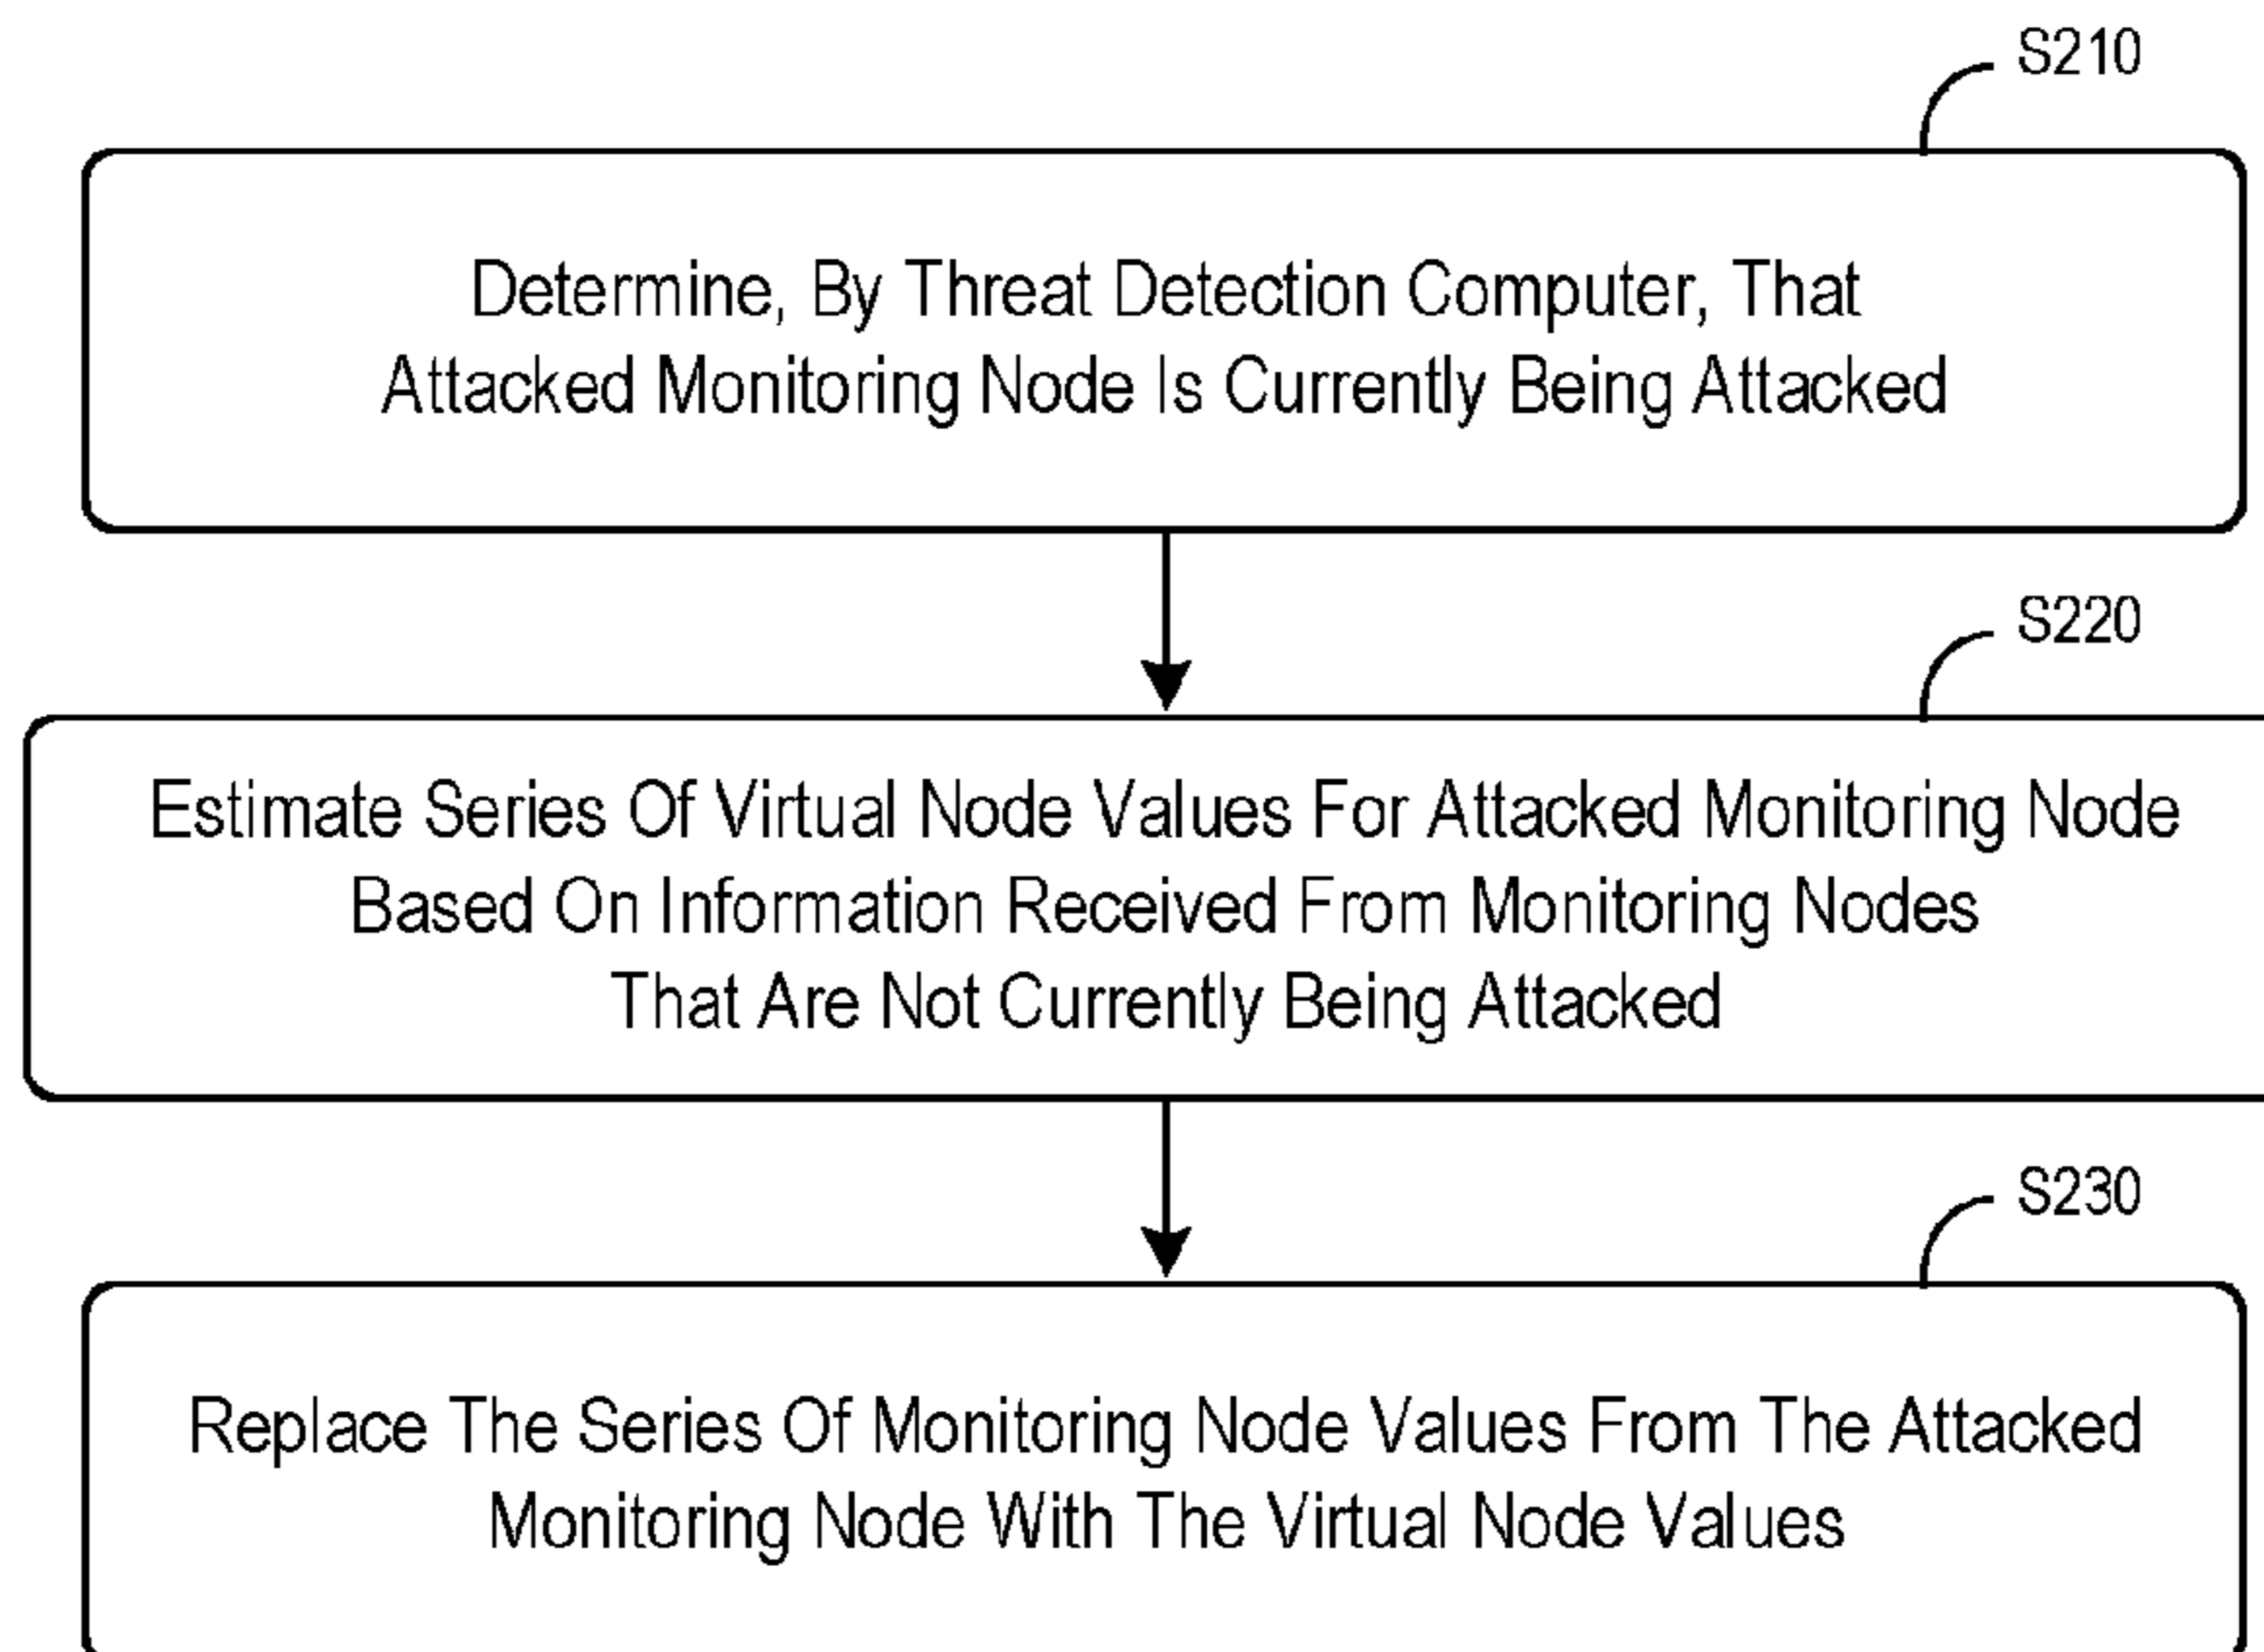 S210
Determine, By Threat Detection Computer, That
Attacked Monitoring Node Is Currently Being Attacked
S220
Estimate Series Of Virtual Node Values For Attacked Monitoring Node
Based On Information Received From Monitoring Nodes
That Are Not Currently Being Attacked
S230
Replace The Series Of Monitoring Node Values From The Attacked
Monitoring Node With The Virtual Node Values